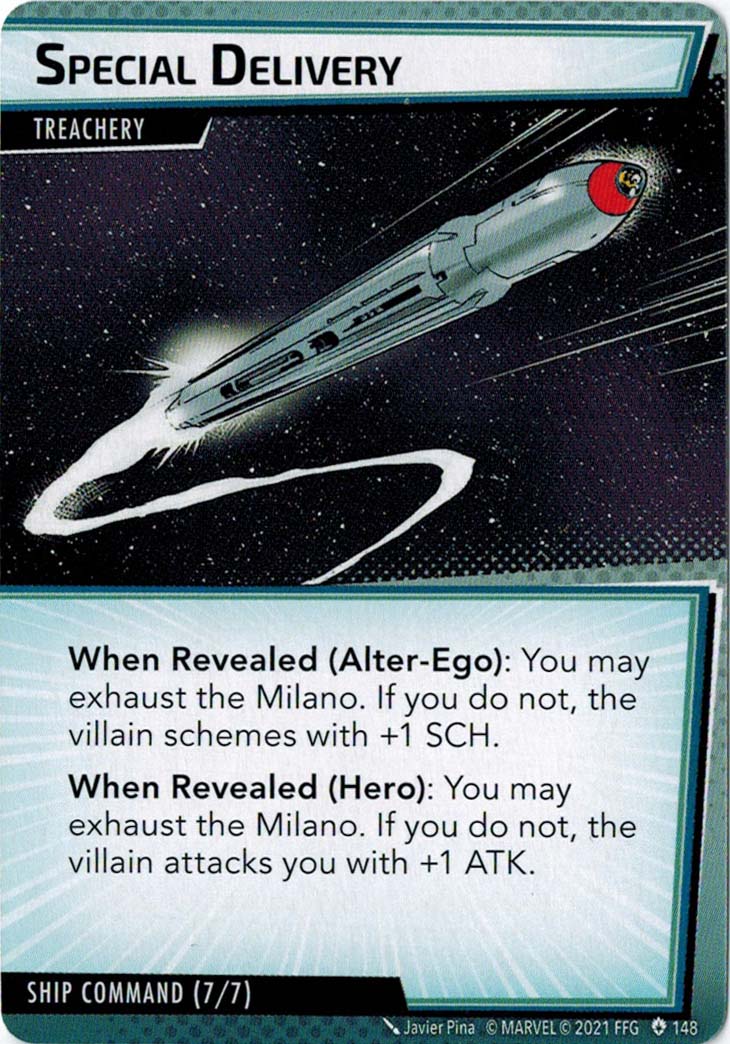 SPECIAL DELIVERY
TREACHERY
When Revealed (Alter-Ego): You may
exhaust the Milano. If you do not, the
villain schemes with +1 SCH.
When Revealed (Hero): You may
exhaust the Milano. If you do not, the
villain attacks you with +1 ATK.
SHIP COMMAND (7/7)
Javier Pina © MARVEL © 2021 FFG 148